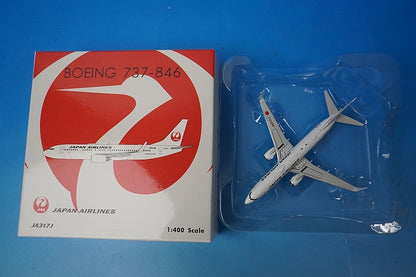 BOEING 737-846
JAPAN AIRLINES
JAPAN AIRLINES
JA317J
1:400 Scale